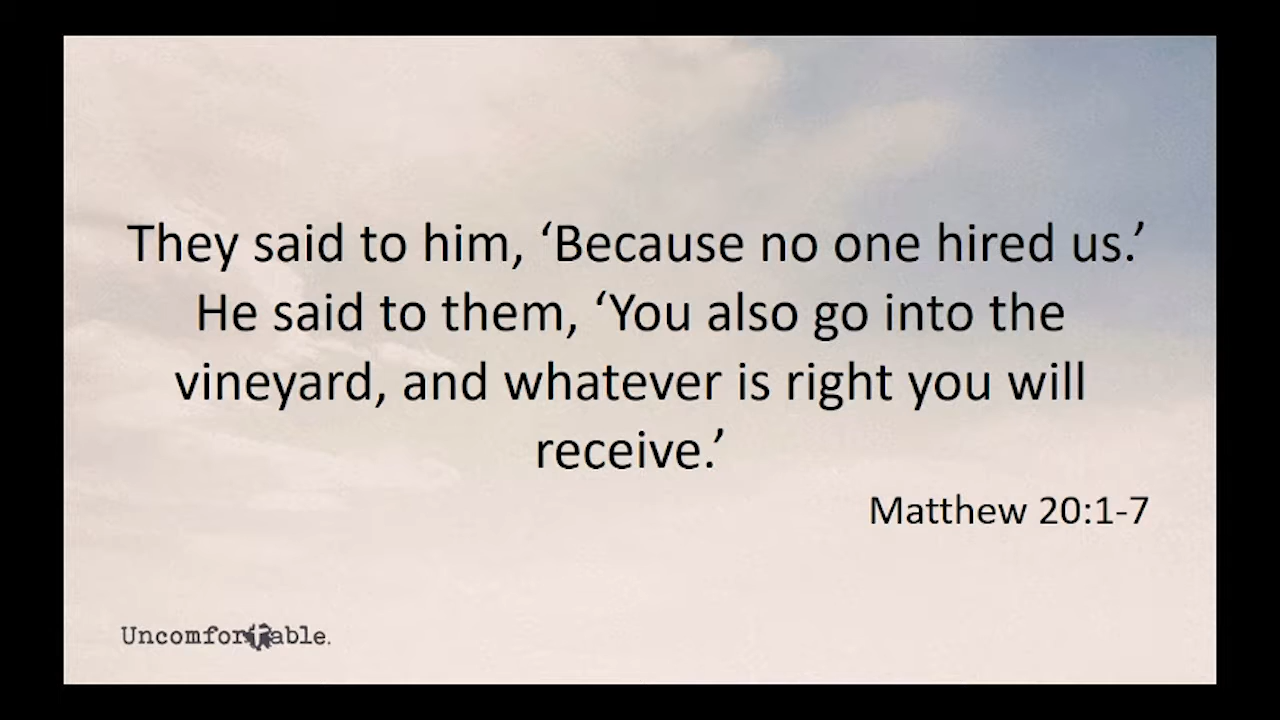 They said to him, ‘Because no one hired us.’
He said to them, ‘You also go into the
vineyard, and whatever is right you will
receive.’
Matthew 20:1-7
Uncomfortable.